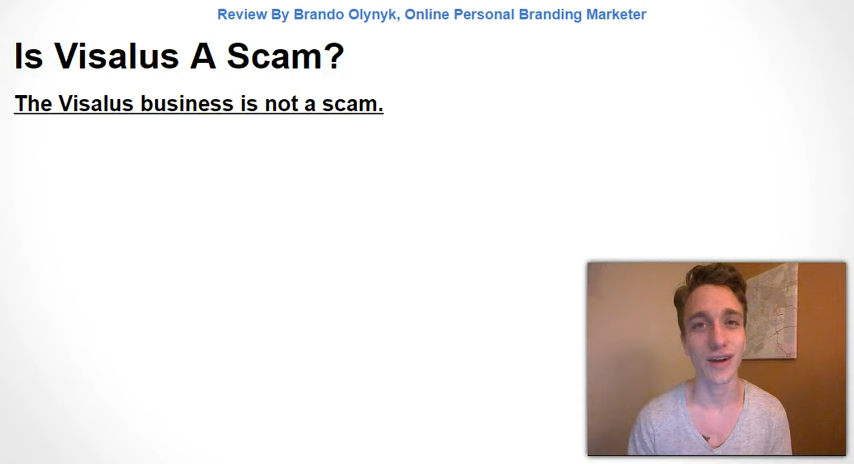 Review By Brando Olynyk, Online Personal Branding Marketer
Is Visalus A Scam?
The Visalus business is not a scam.